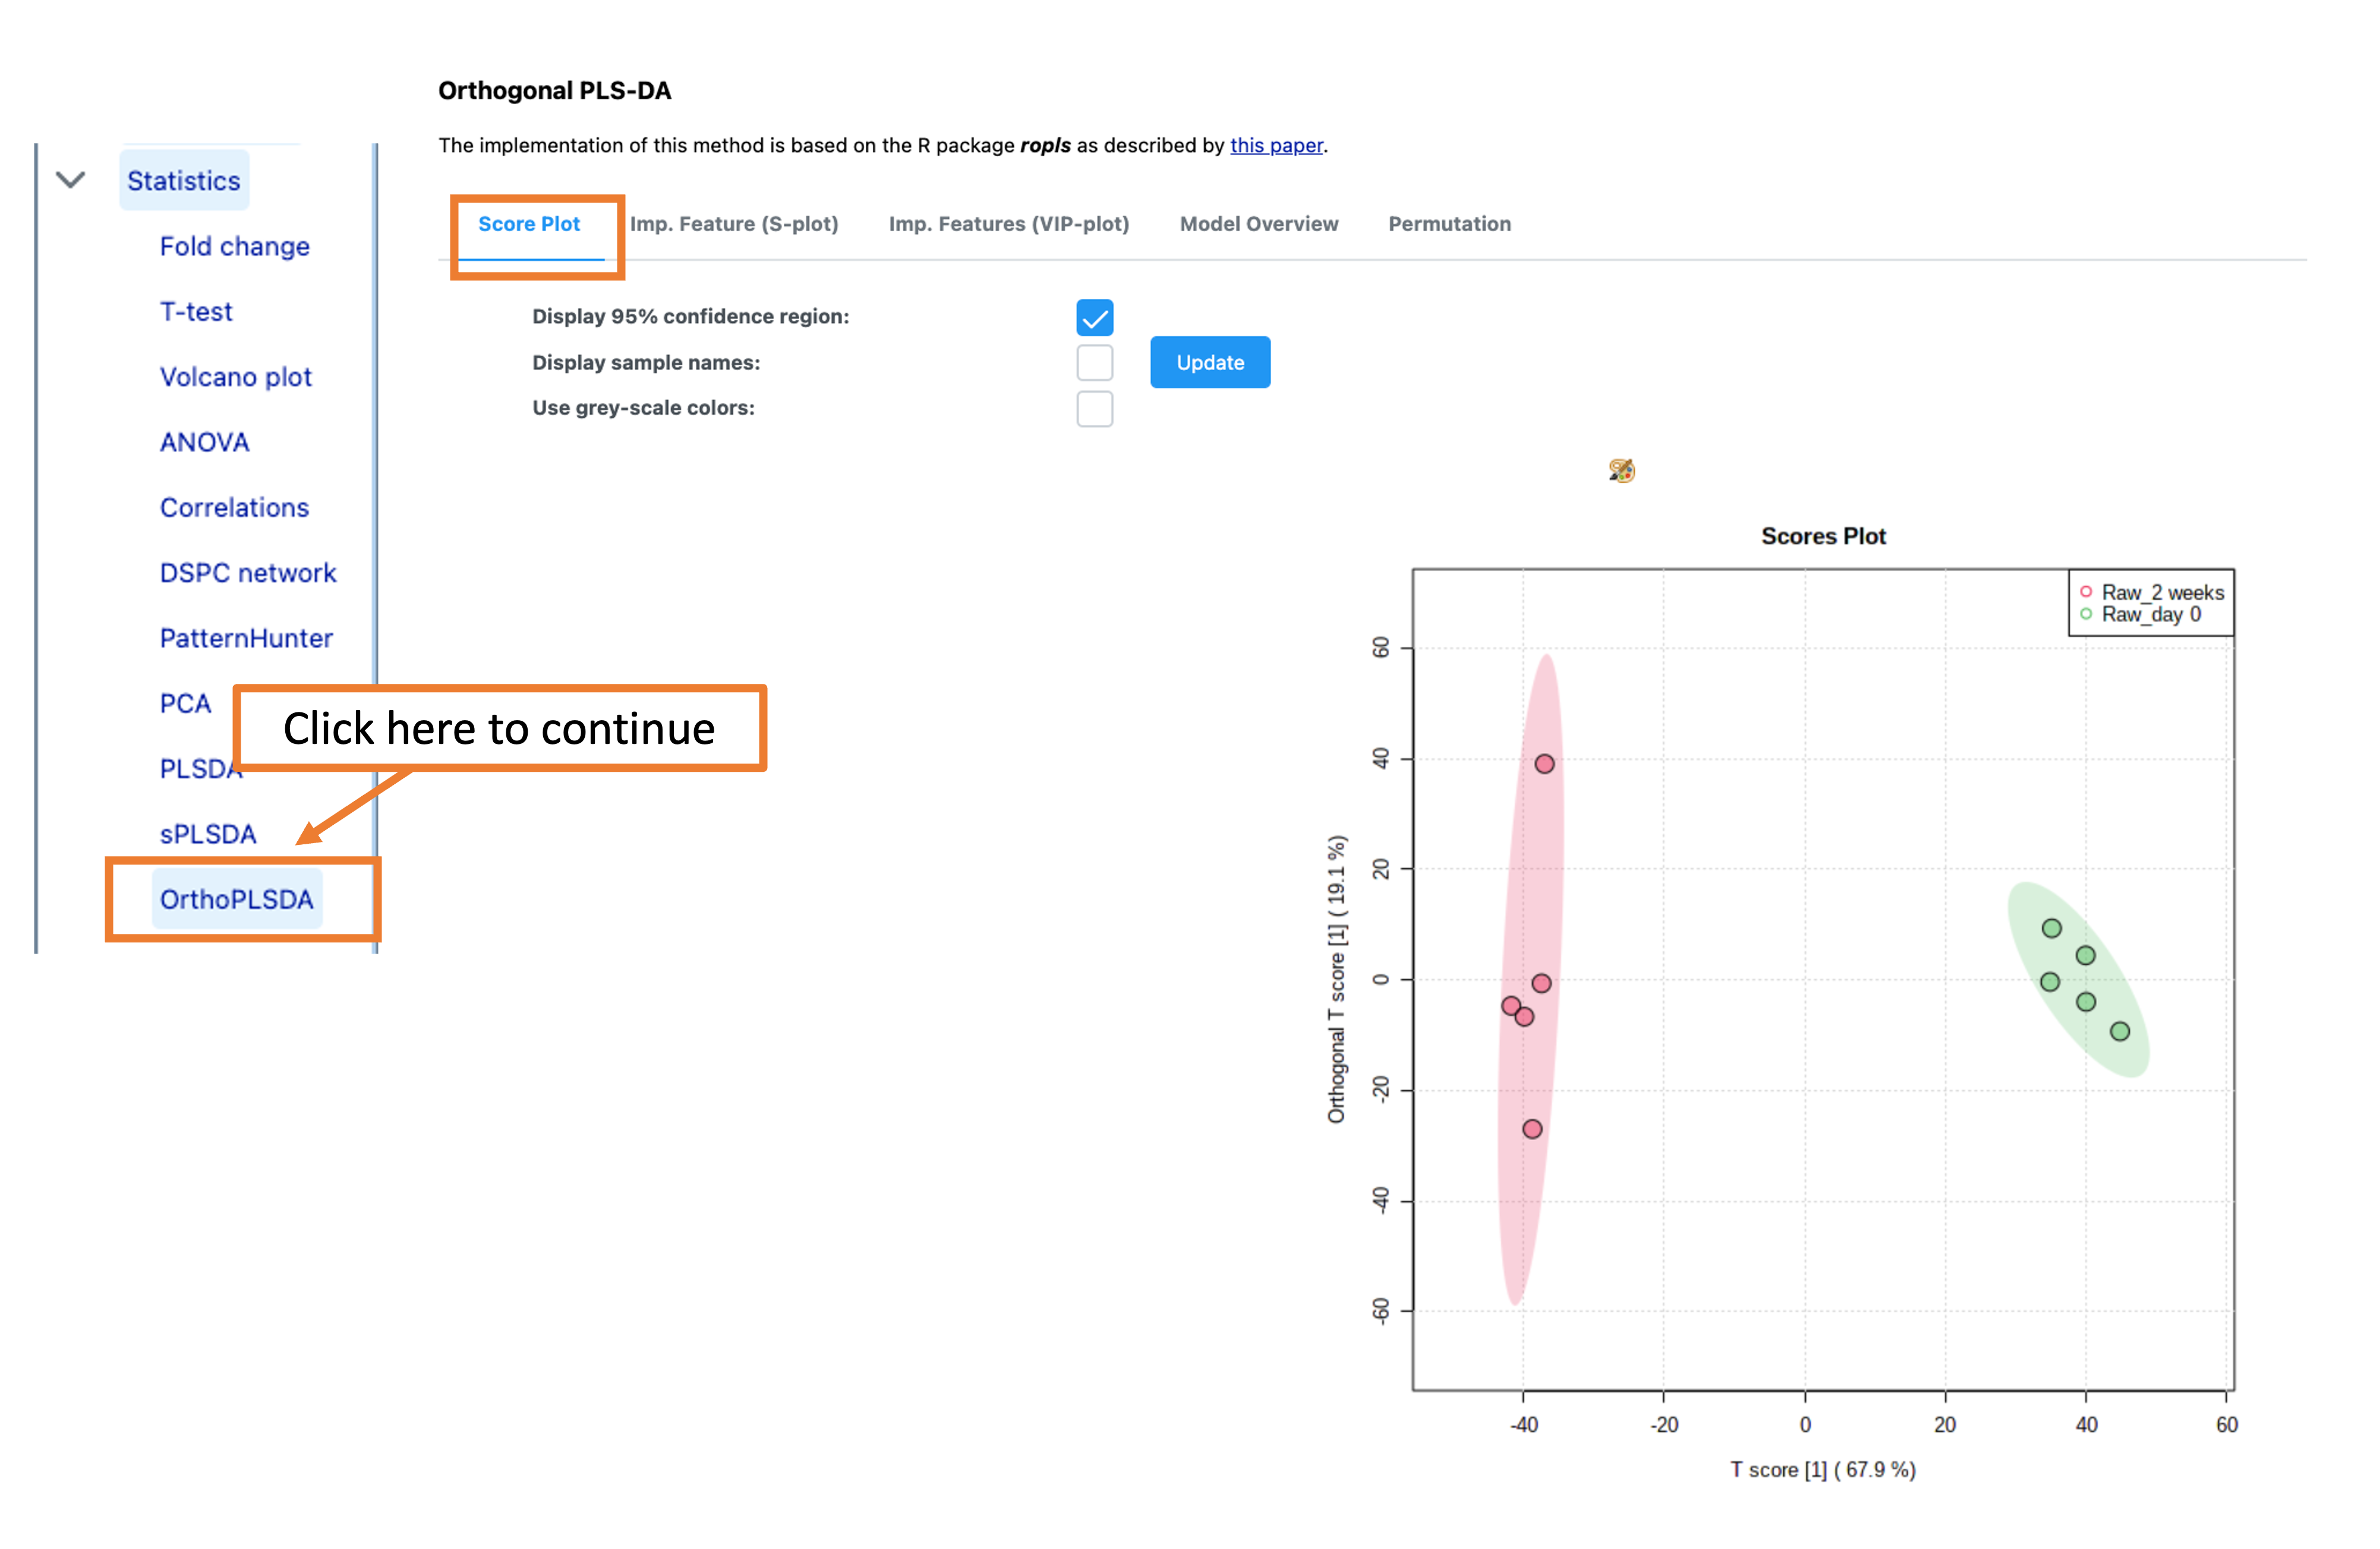 Orthogonal PLS-DA
The implementation of this method is based on the R package ropls as described by this paper.
Statistics
Fold change
T-test
Volcano plot
ANOVA
Correlations
DSPC network
PatternHunter
PCA
PLSDA
sPLSDA
OrthoPLSDA
Click here to continue
Score Plot Imp. Feature (S-plot) Imp. Features (VIP-plot) Model Overview Permutation
Display 95% confidence region:
Display sample names:
Use grey-scale colors:
Update
Scores Plot
Raw_2 weeks
Raw_day 0
Orthogonal T score [1] ( 19.1 %)
60
40
20
0
-20
-40
-60
-40 -20 0 20 40 60
T score [1] ( 67.9 %)